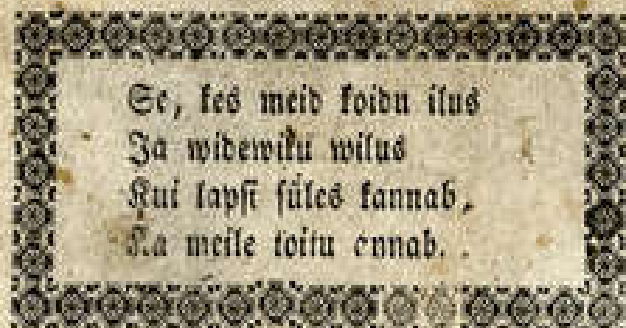 Se, kes meid koidu ilus
Ja widewiku wilus
Kui lapsi süles kannab,
Ka meile toitu annab.